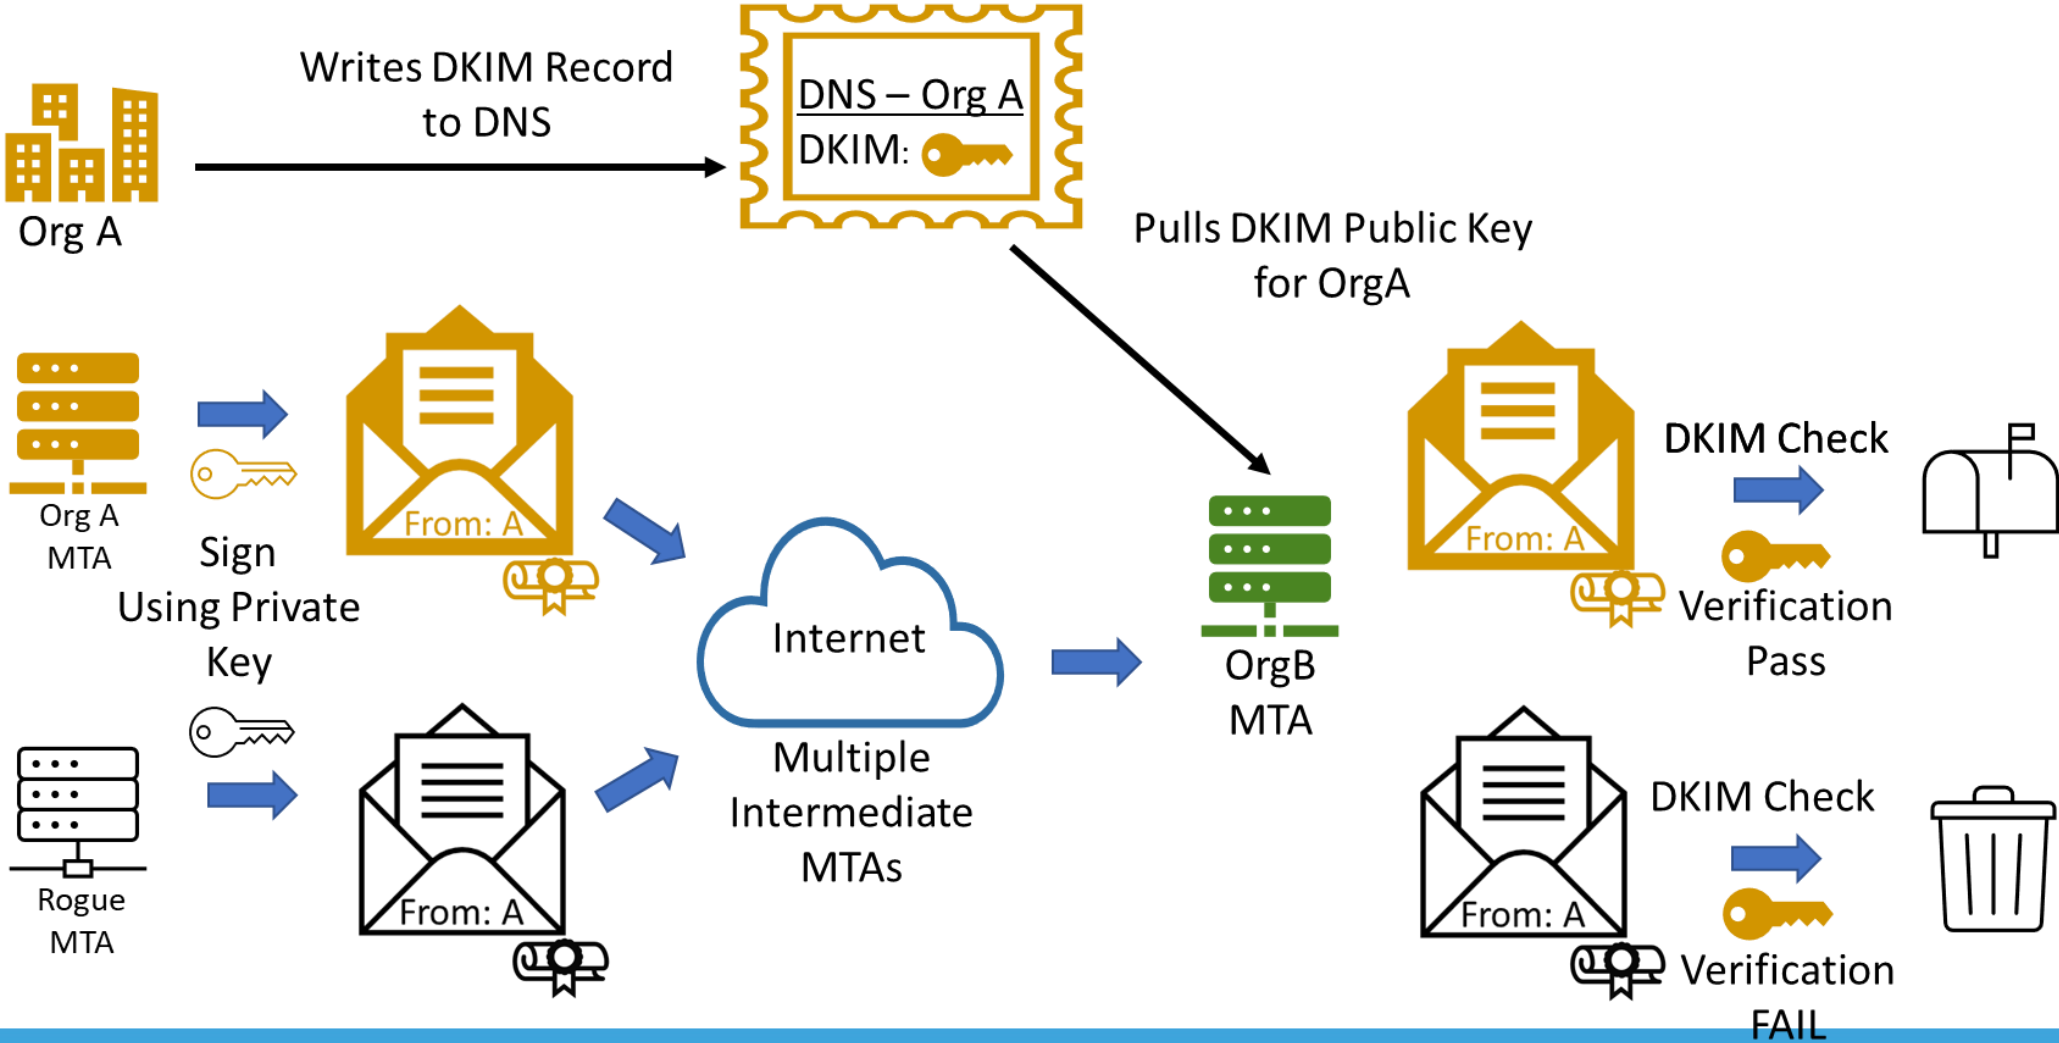 Writes DKIM Record
to DNS
DNS – Org A
DKIM:
Org A
Pulls DKIM Public Key
for OrgA
Org A
MTA
Sign
Using Private
Key
From: A
Internet
Multiple
Intermediate
MTAs
OrgB
MTA
From: A
DKIM Check
Verification
Pass
Rogue
MTA
From: A
From: A
DKIM Check
Verification
FAIL